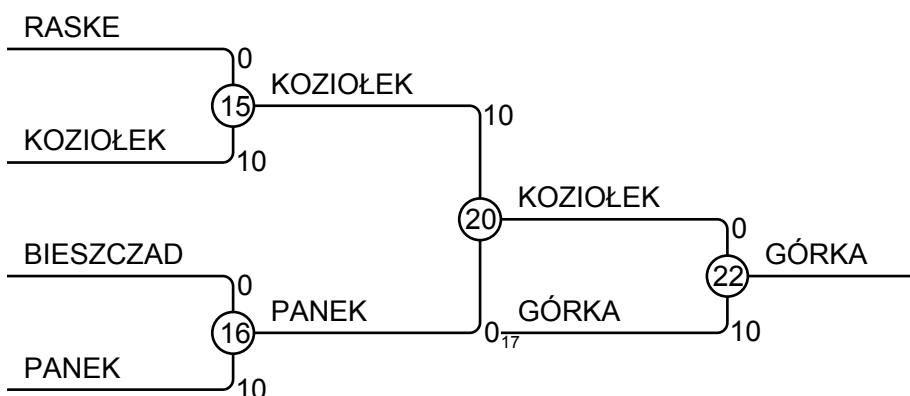 RASKE
0
15
KOZIOŁEK
10
KOZIOŁEK
10
20
KOZIOŁEK
0
BIESZCZAD
0
16
PANEK
0
17
GÓRKA
22
GÓRKA
10
PANEK
10